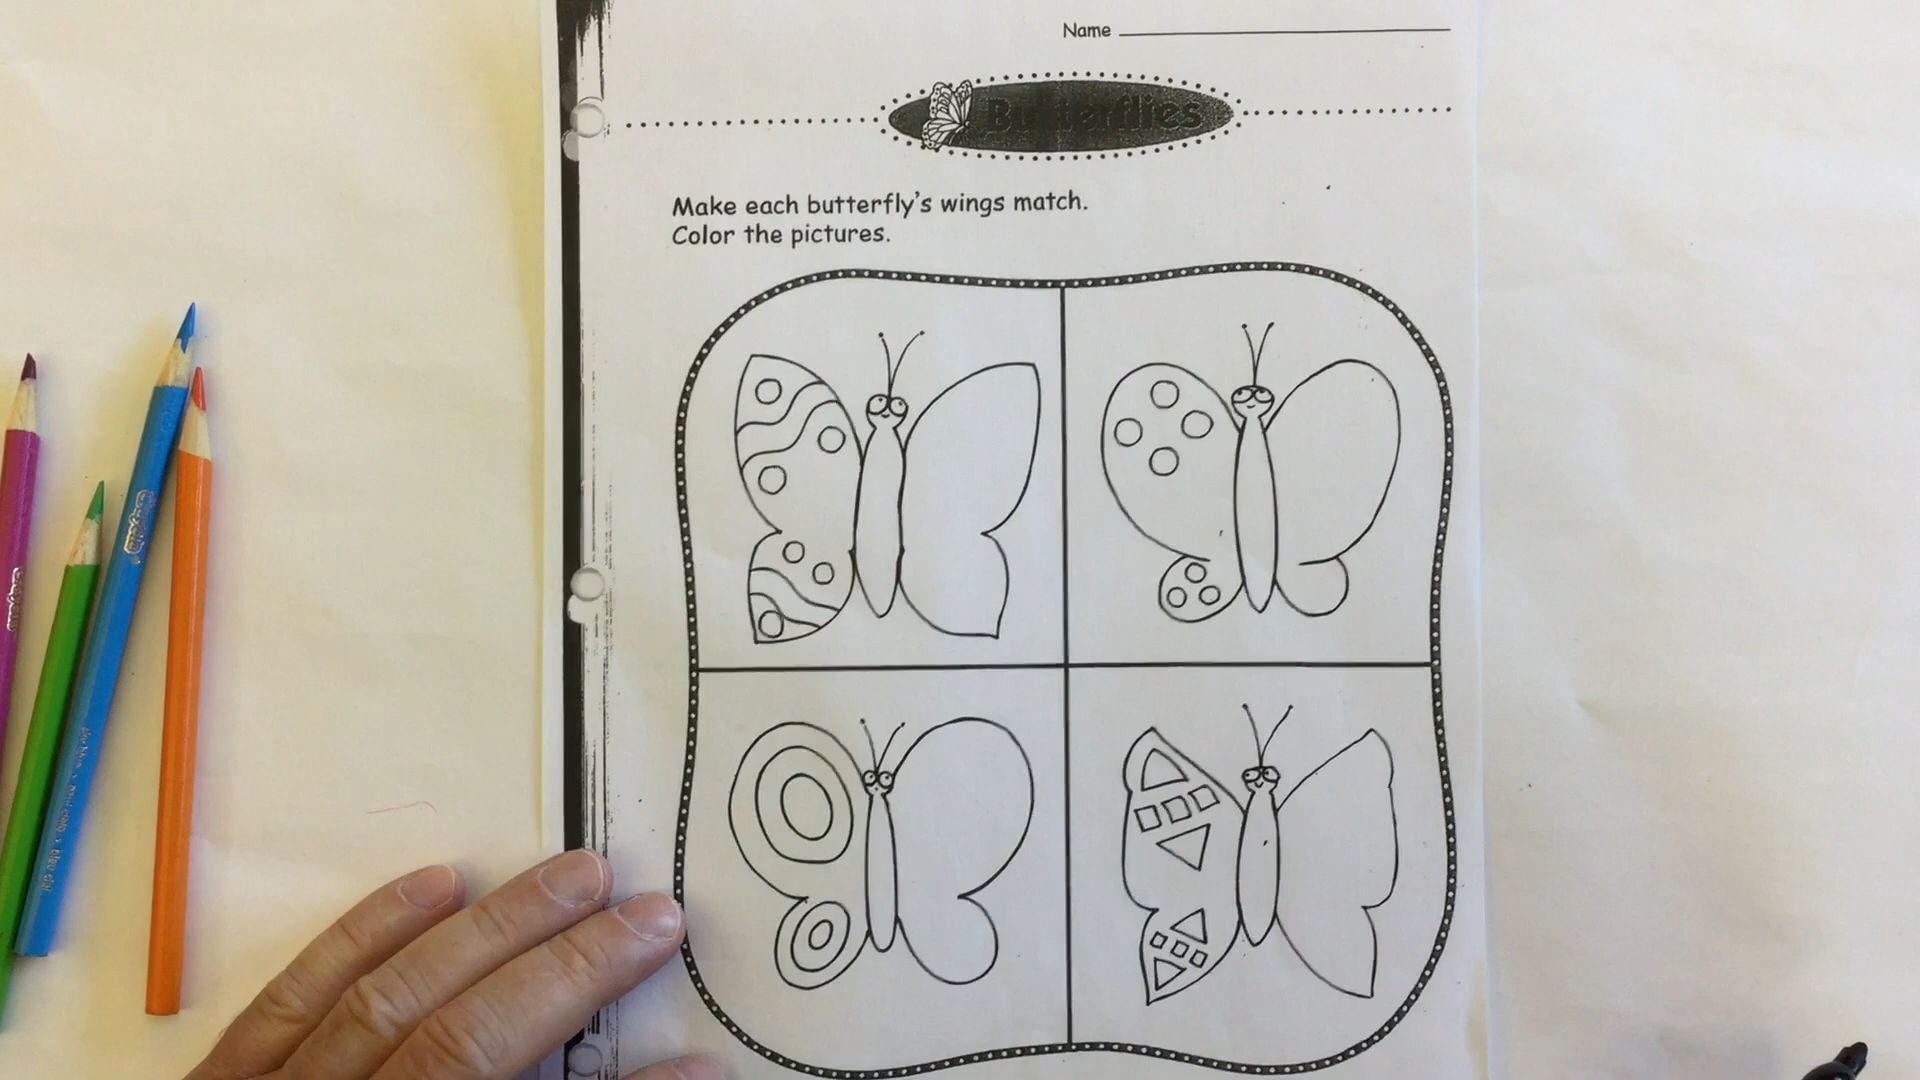 Name
Butterflies
Make each butterfly's wings match.
Color the pictures.